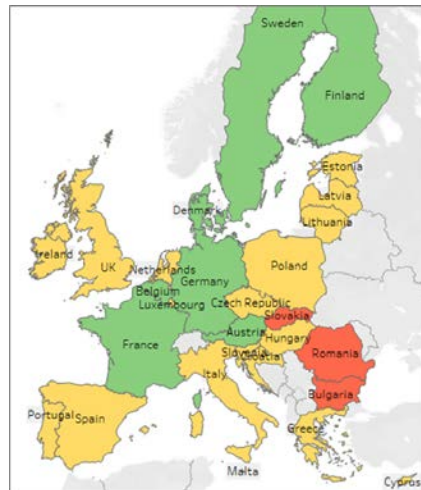 Sweden
Finland
Estonia
Latvia
Lithuania
Denmark
Ireland
UK
Netherlands
Poland
Germany
Belgium
Luxembourg
Czech Republic
Slovakia
Austria
Hungary
France
Slovenia
Croatia
Romania
Italy
Bulgaria
Portugal
Spain
Greece
Malta
Cyprus